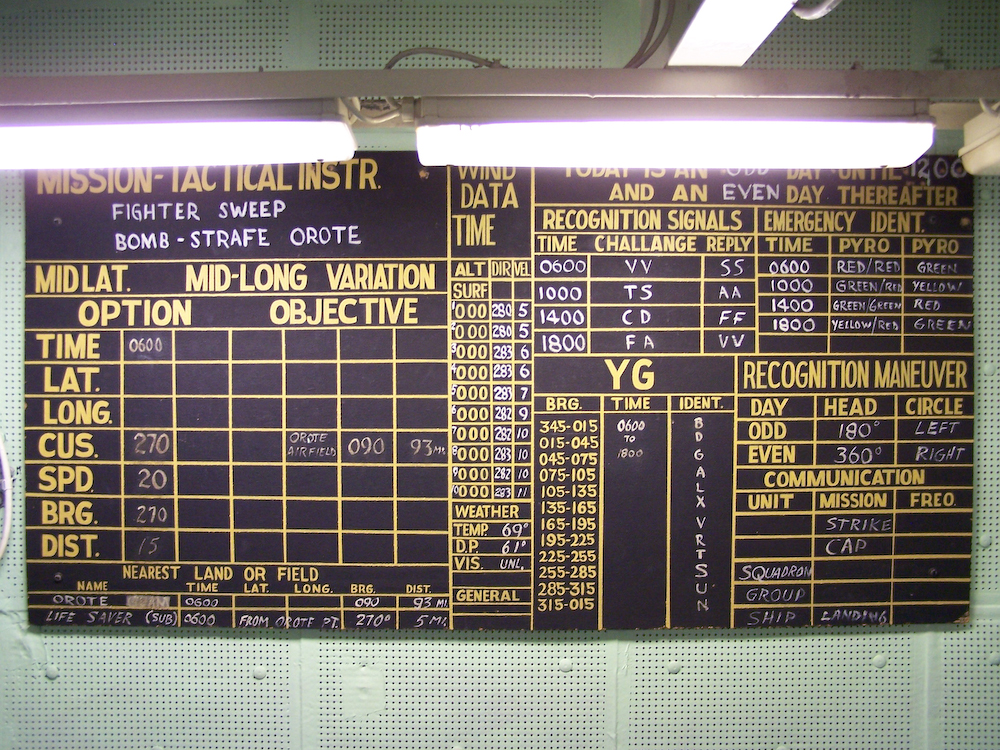 MISSION-TACTICAL INSTR.
FIGHTER SWEEP
BOMB-STRAFE OROTE
MID LAT. MID-LONG VARIATION
OPTION OBJECTIVE
TIME 0600
LAT.
LONG.
CUS. 270 OROTE AIRFIELD 090 93 MI.
SPD. 20
BRG. 270
DIST. 15
NEAREST LAND OR FIELD
NAME TIME LAT. LONG. BRG. DIST.
OROTE 0600 090 93 MI.
LIFE SAVER (SUB) 0600 FROM OROTE PT. 270° 5 MI.
WIND
DATA
TIME
ALT DIR VEL
SURF
1000 280 5
2000 280 5
3000 283 6
4000 283 6
5000 283 7
6000 282 9
7000 282 10
8000 283 10
9000 283 10
10000 283 11
WEATHER
TEMP. 69°
D.P. 61°
VIS. UNL.
GENERAL
TODAY IS AN ODD DAY UNTIL 1200
AND AN EVEN DAY THEREAFTER
RECOGNITION SIGNALS
TIME CHALLANGE REPLY
0600 VV SS
1000 TS AA
1400 CD FF
1800 FA VV
EMERGENCY IDENT.
TIME PYRO PYRO
0600 RED/RED GREEN
1000 GREEN/RED YELLOW
1400 GREEN/GREEN RED
1800 YELLOW/RED GREEN
YG
BRG. TIME IDENT.
345-015 0600 B
015-045 TO D
045-075 1800 G
075-105 A
105-135 L
135-165 X
165-195 V
195-225 R
225-255 T
255-285 S
285-315 U
315-015 N
RECOGNITION MANEUVER
DAY HEAD CIRCLE
ODD 180° LEFT
EVEN 360° RIGHT
COMMUNICATION
UNIT MISSION FREQ.
STRIKE
CAP
SQUADRON
GROUP
SHIP LANDING